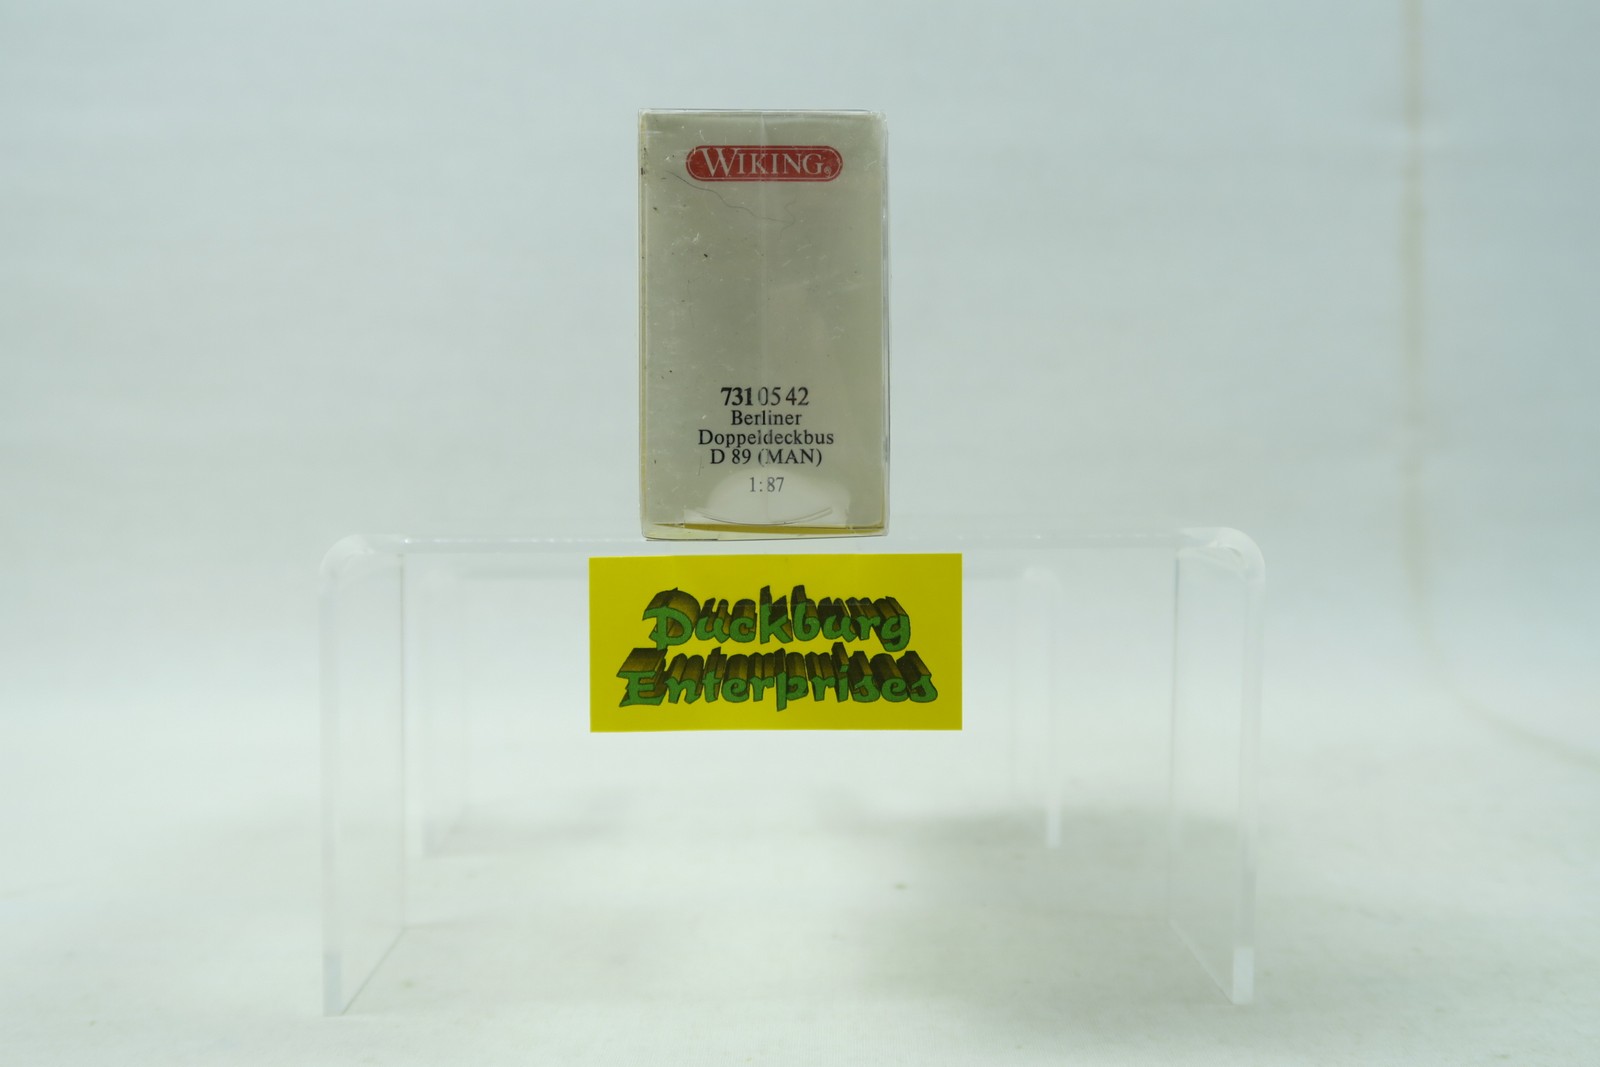 WIKING®
731 05 42
Berliner
Doppeldeckbus
D 89 (MAN)
1:87
Duckburg
Enterprises